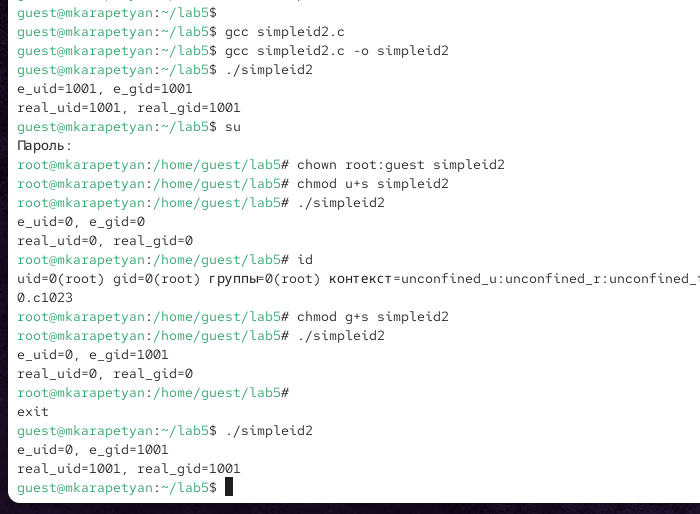 guest@mkarapetyan:~/lab5$
guest@mkarapetyan:~/lab5$ gcc simpleid2.c
guest@mkarapetyan:~/lab5$ gcc simpleid2.c -o simpleid2
guest@mkarapetyan:~/lab5$ ./simpleid2
e_uid=1001, e_gid=1001
real_uid=1001, real_gid=1001
guest@mkarapetyan:~/lab5$ su
Пароль:
root@mkarapetyan:/home/guest/lab5# chown root:guest simpleid2
root@mkarapetyan:/home/guest/lab5# chmod u+s simpleid2
root@mkarapetyan:/home/guest/lab5# ./simpleid2
e_uid=0, e_gid=0
real_uid=0, real_gid=0
root@mkarapetyan:/home/guest/lab5# id
uid=0(root) gid=0(root) группы=0(root) контекст=unconfined_u:unconfined_r:unconfined_
0.c1023
root@mkarapetyan:/home/guest/lab5# chmod g+s simpleid2
root@mkarapetyan:/home/guest/lab5# ./simpleid2
e_uid=0, e_gid=1001
real_uid=0, real_gid=0
root@mkarapetyan:/home/guest/lab5#
exit
guest@mkarapetyan:~/lab5$ ./simpleid2
e_uid=0, e_gid=1001
real_uid=1001, real_gid=1001
guest@mkarapetyan:~/lab5$